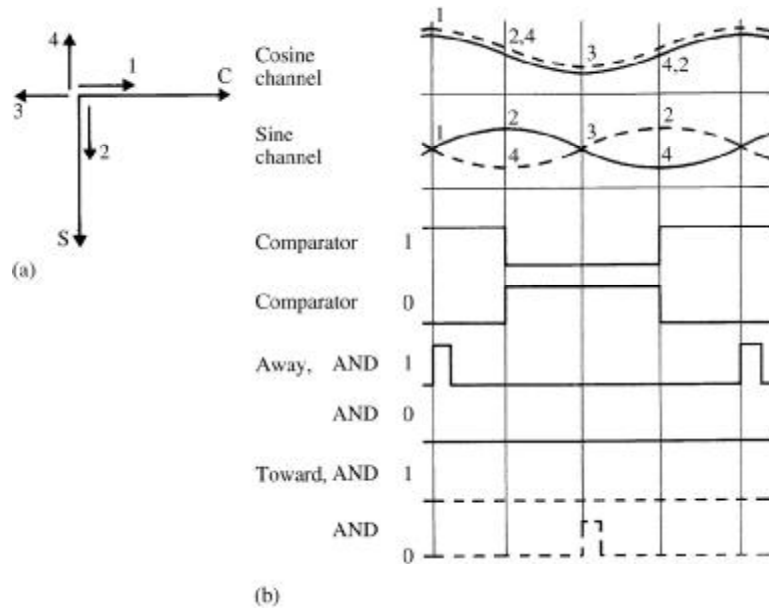 4
1
C
3
2
S
(a)
Cosine
channel
1
2,4
3
4,2
Sine
channel
1
2
4
3
2
4
Comparator 1
Comparator 0
Away, AND 1
AND 0
Toward, AND 1
AND
0
(b)